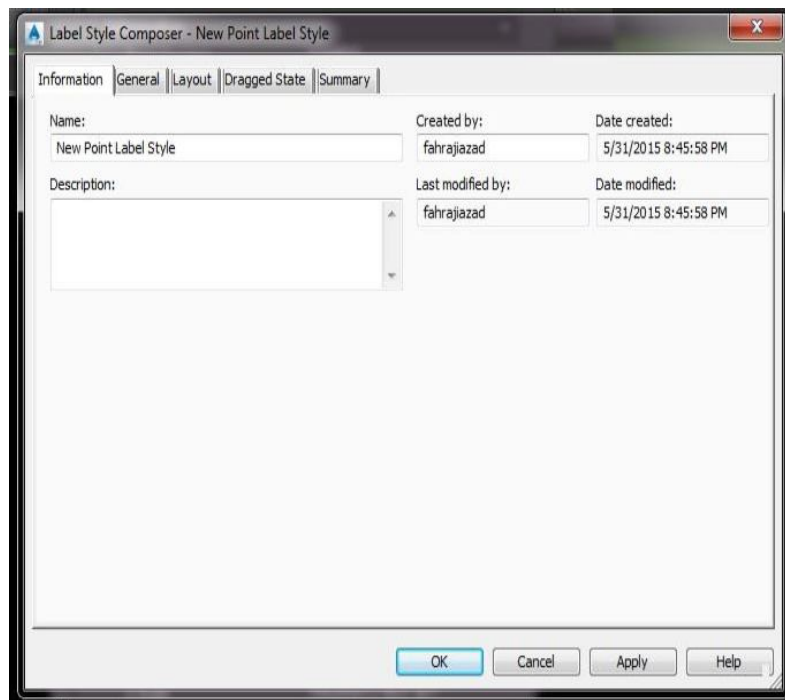 Label Style Composer - New Point Label Style
Information General Layout Dragged State Summary
Name: Created by: Date created:
New Point Label Style fahrajiazad 5/31/2015 8:45:58 PM
Description: Last modified by: Date modified:
fahrajiazad 5/31/2015 8:45:58 PM
OK Cancel Apply Help